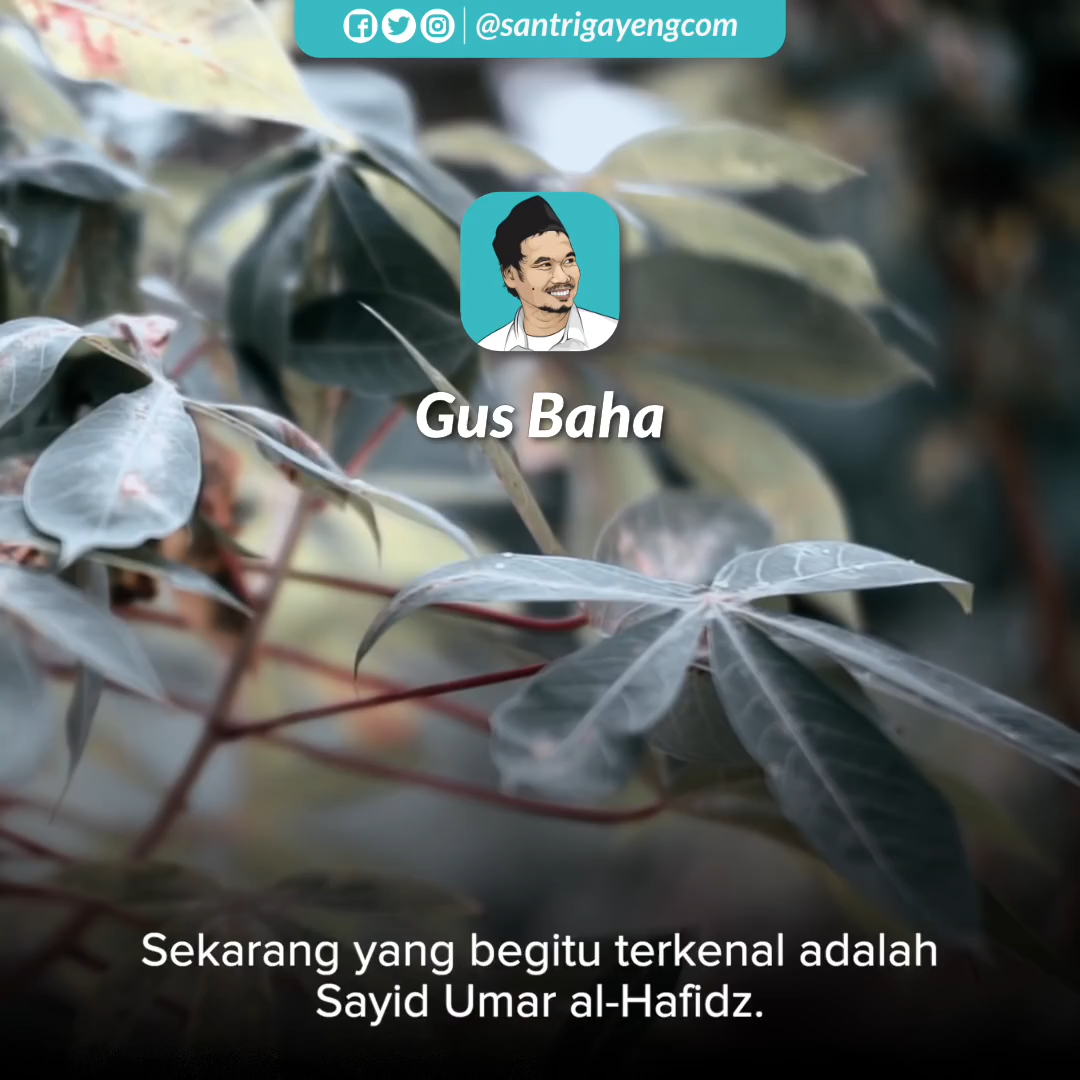 @santrigayengcom
Gus Baha
Sekarang yang begitu terkenal adalah
Sayid Umar al-Hafidz.